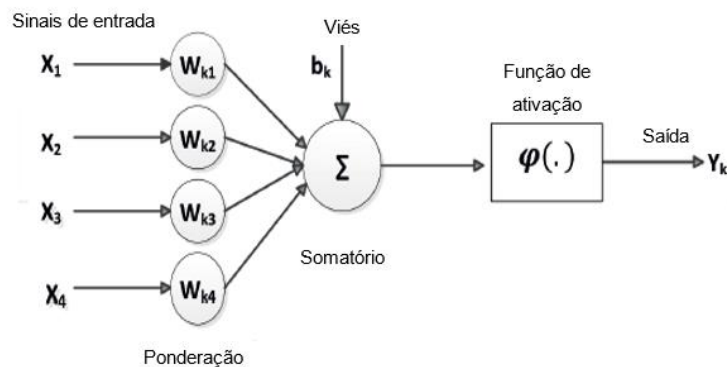 Sinais de entrada
Viés
X₁
Wk1
bk
Função de
ativação
X₂
Wk2
Σ
φ(.)
Saída
Yk
X₃
Wk3
Somatório
X₄
Wk4
Ponderação